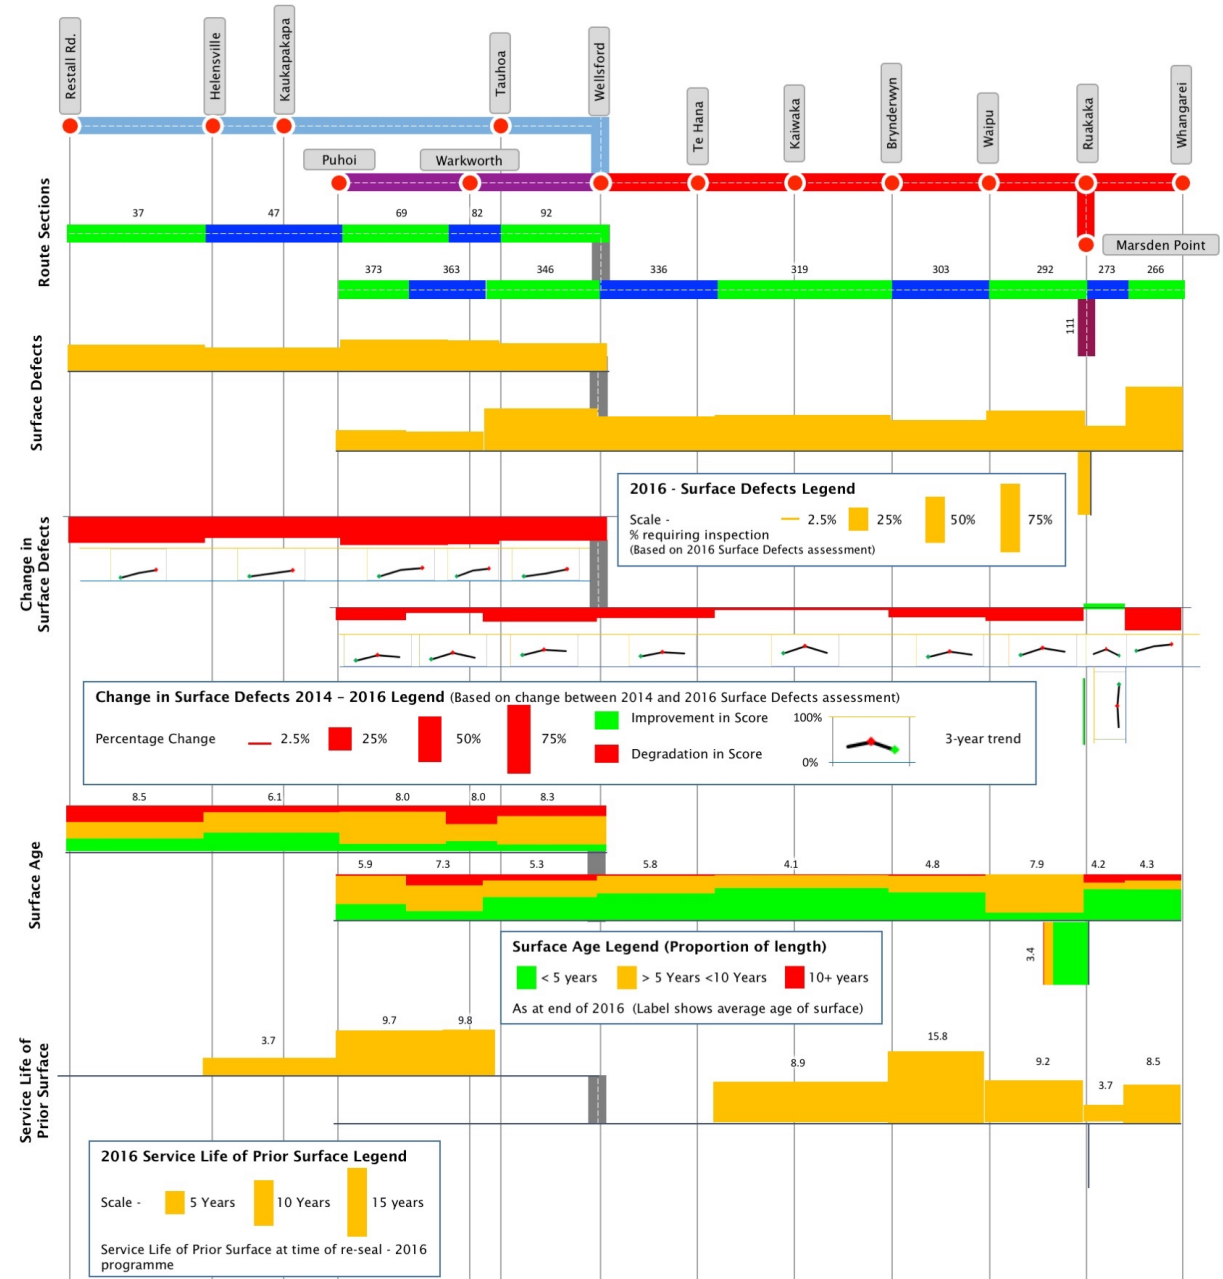 Restall Rd.
Helensville
Kaukapakapa
Tauhoa
Wellsford
Te Hana
Kaiwaka
Brynderwyn
Waipu
Ruakaka
Whangarei
Puhoi
Warkworth
Marsden Point
Route Sections
37 47 69 82 92
373 363 346 336 319 303 292 273 266
111
Surface Defects
2016 - Surface Defects Legend
Scale -
% requiring inspection
(Based on 2016 Surface Defects assessment)
2.5% 25% 50% 75%
Change in
Surface Defects
Change in Surface Defects 2014 – 2016 Legend (Based on change between 2014 and 2016 Surface Defects assessment)
Percentage Change 2.5% 25% 50% 75%
Improvement in Score
Degradation in Score
100%
0%
3-year trend
Surface Age
8.5 6.1 8.0 8.0 8.3
5.9 7.3 5.3 5.8 4.1 4.8 7.9 4.2 4.3
3.4
Surface Age Legend (Proportion of length)
< 5 years > 5 Years <10 Years 10+ years
As at end of 2016 (Label shows average age of surface)
Service Life of
Prior Surface
3.7 9.7 9.8
8.9 15.8 9.2 3.7 8.5
2016 Service Life of Prior Surface Legend
Scale - 5 Years 10 Years 15 years
Service Life of Prior Surface at time of re-seal - 2016
programme